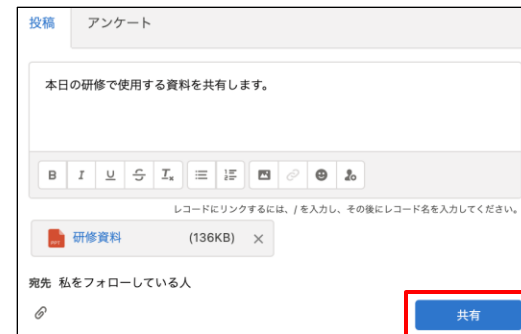 投稿 アンケート
本日の研修で使用する資料を共有します。
B I U S Tx
レコードにリンクするには、/ を入力し、その後にレコード名を入力してください。
研修資料 (136KB) ×
宛先 私をフォローしている人
共有